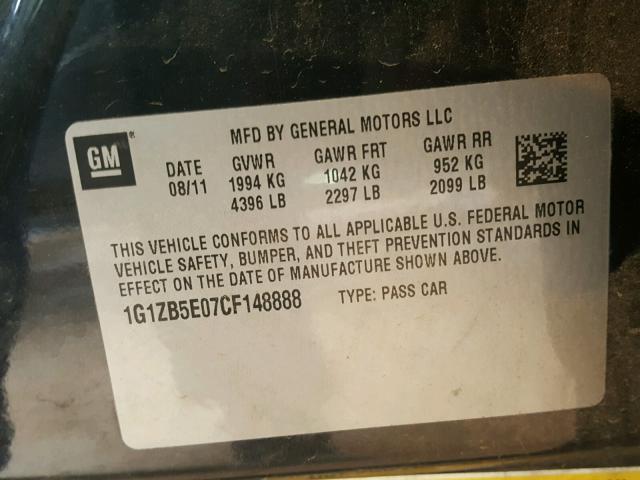 GM®
MFD BY GENERAL MOTORS LLC
DATE GVWR GAWR FRT GAWR RR
08/11 1994 KG 1042 KG 952 KG
4396 LB 2297 LB 2099 LB
THIS VEHICLE CONFORMS TO ALL APPLICABLE U.S. FEDERAL MOTOR
VEHICLE SAFETY, BUMPER, AND THEFT PREVENTION STANDARDS IN
EFFECT ON THE DATE OF MANUFACTURE SHOWN ABOVE.
1G1ZB5E07CF148888 TYPE: PASS CAR